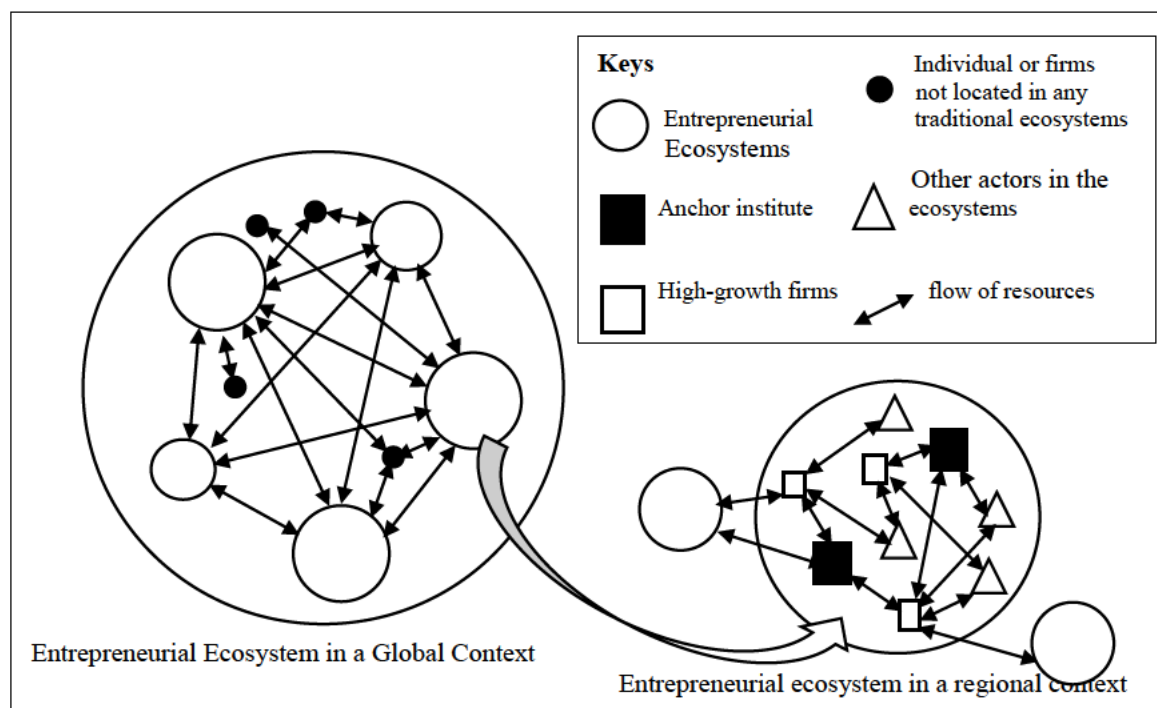 Keys
Entrepreneurial
Ecosystems
Anchor institute
High-growth firms
Individual or firms
not located in any
traditional ecosystems
Other actors in the
ecosystems
flow of resources
Entrepreneurial Ecosystem in a Global Context
Entrepreneurial ecosystem in a regional context